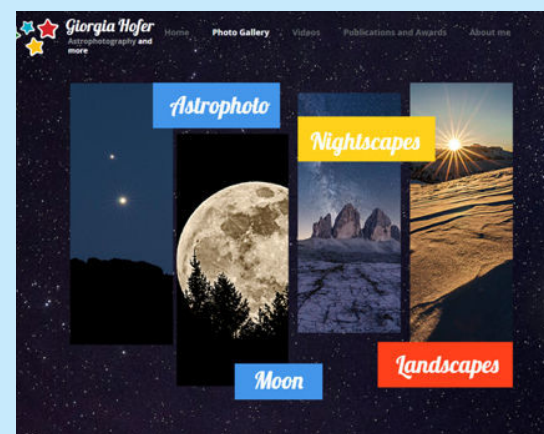 Giorgia Hofer
Astrophotography and
more
Home
Photo Gallery
Videos
Publications and Awards
About me
Astrophoto
Nightscapes
Moon
Landscapes